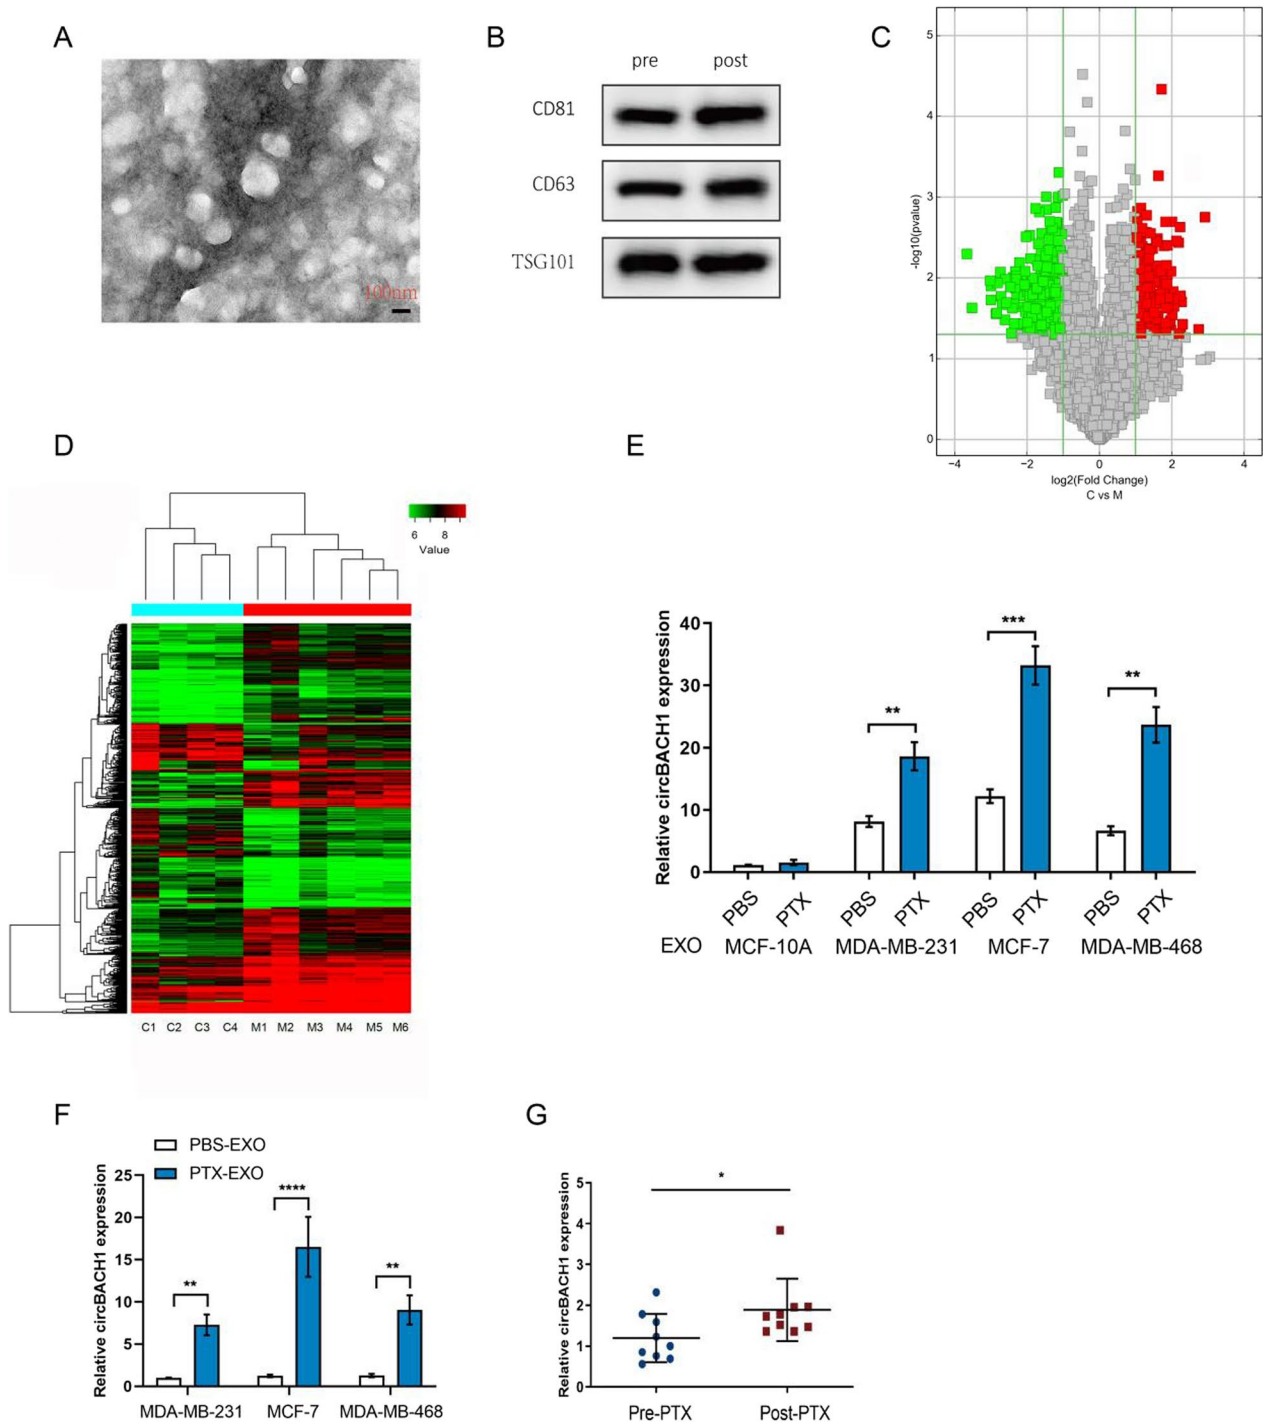 A
100nm
B
pre post
CD81
CD63
TSG101
C
5
4
3
2
1
0
-log10(pvalue)
−4 −2 0 2 4
log2(Fold Change)
C vs M
D
6 8
Value
C1 C2 C3 C4 M1 M2 M3 M4 M5 M6
E
Relative circBACH1 expression
40
30
20
10
0
**
***
**
PBS PTX PBS PTX PBS PTX PBS PTX
EXO MCF-10A MDA-MB-231 MCF-7 MDA-MB-468
F
PBS-EXO
PTX-EXO
Relative circBACH1 expression
25
20
15
10
5
0
**
****
**
MDA-MB-231 MCF-7 MDA-MB-468
G
Relative circBACH1 expression
5
4
3
2
1
0
*
Pre-PTX Post-PTX